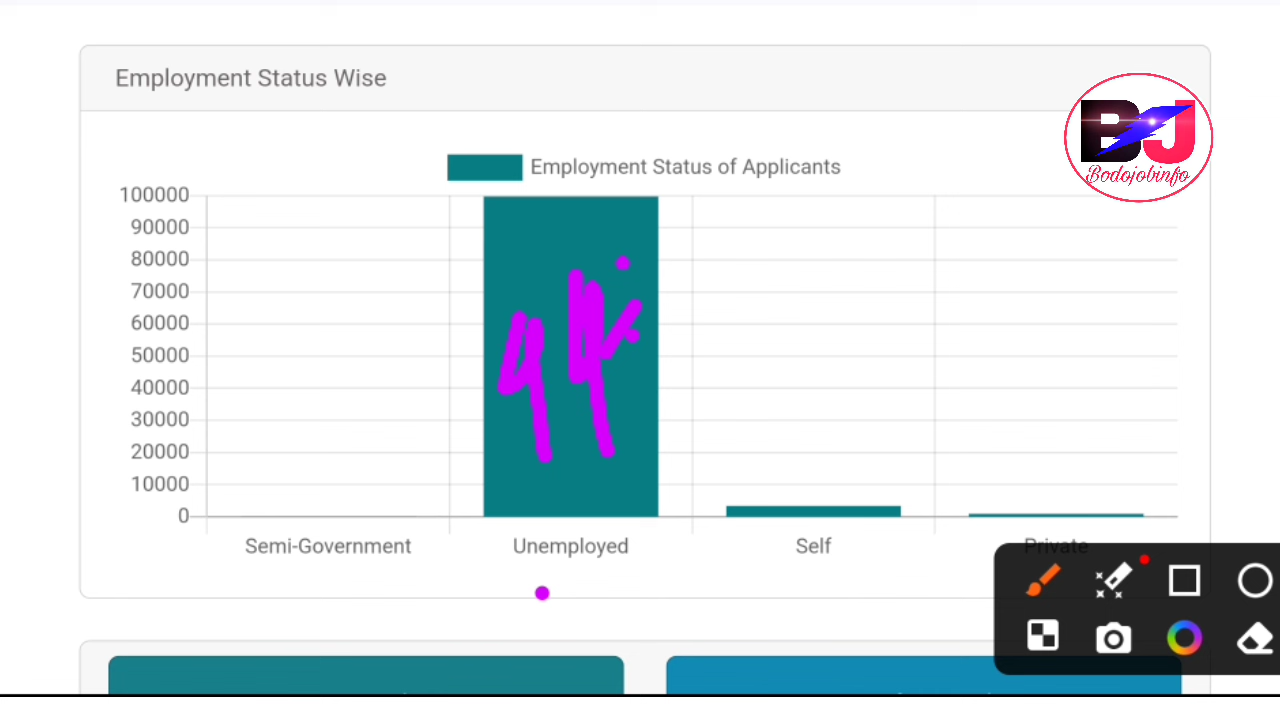 Employment Status Wise
BJ
Bodojobinfo
Employment Status of Applicants
100000
90000
80000
70000
60000
50000
40000
30000
20000
10000
0
Semi-Government
Unemployed
Self
Private